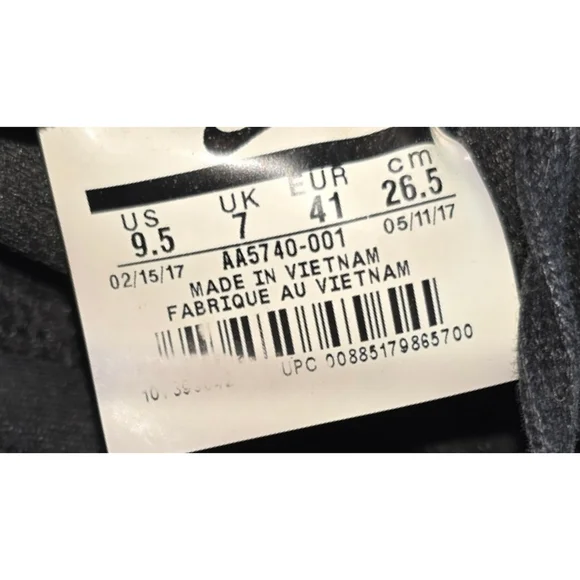 US UK EUR cm
9.5 7 41 26.5
02/15/17 AA5740-001 05/11/17
MADE IN VIETNAM
FABRIQUE AU VIETNAM
UPC 00885179865700